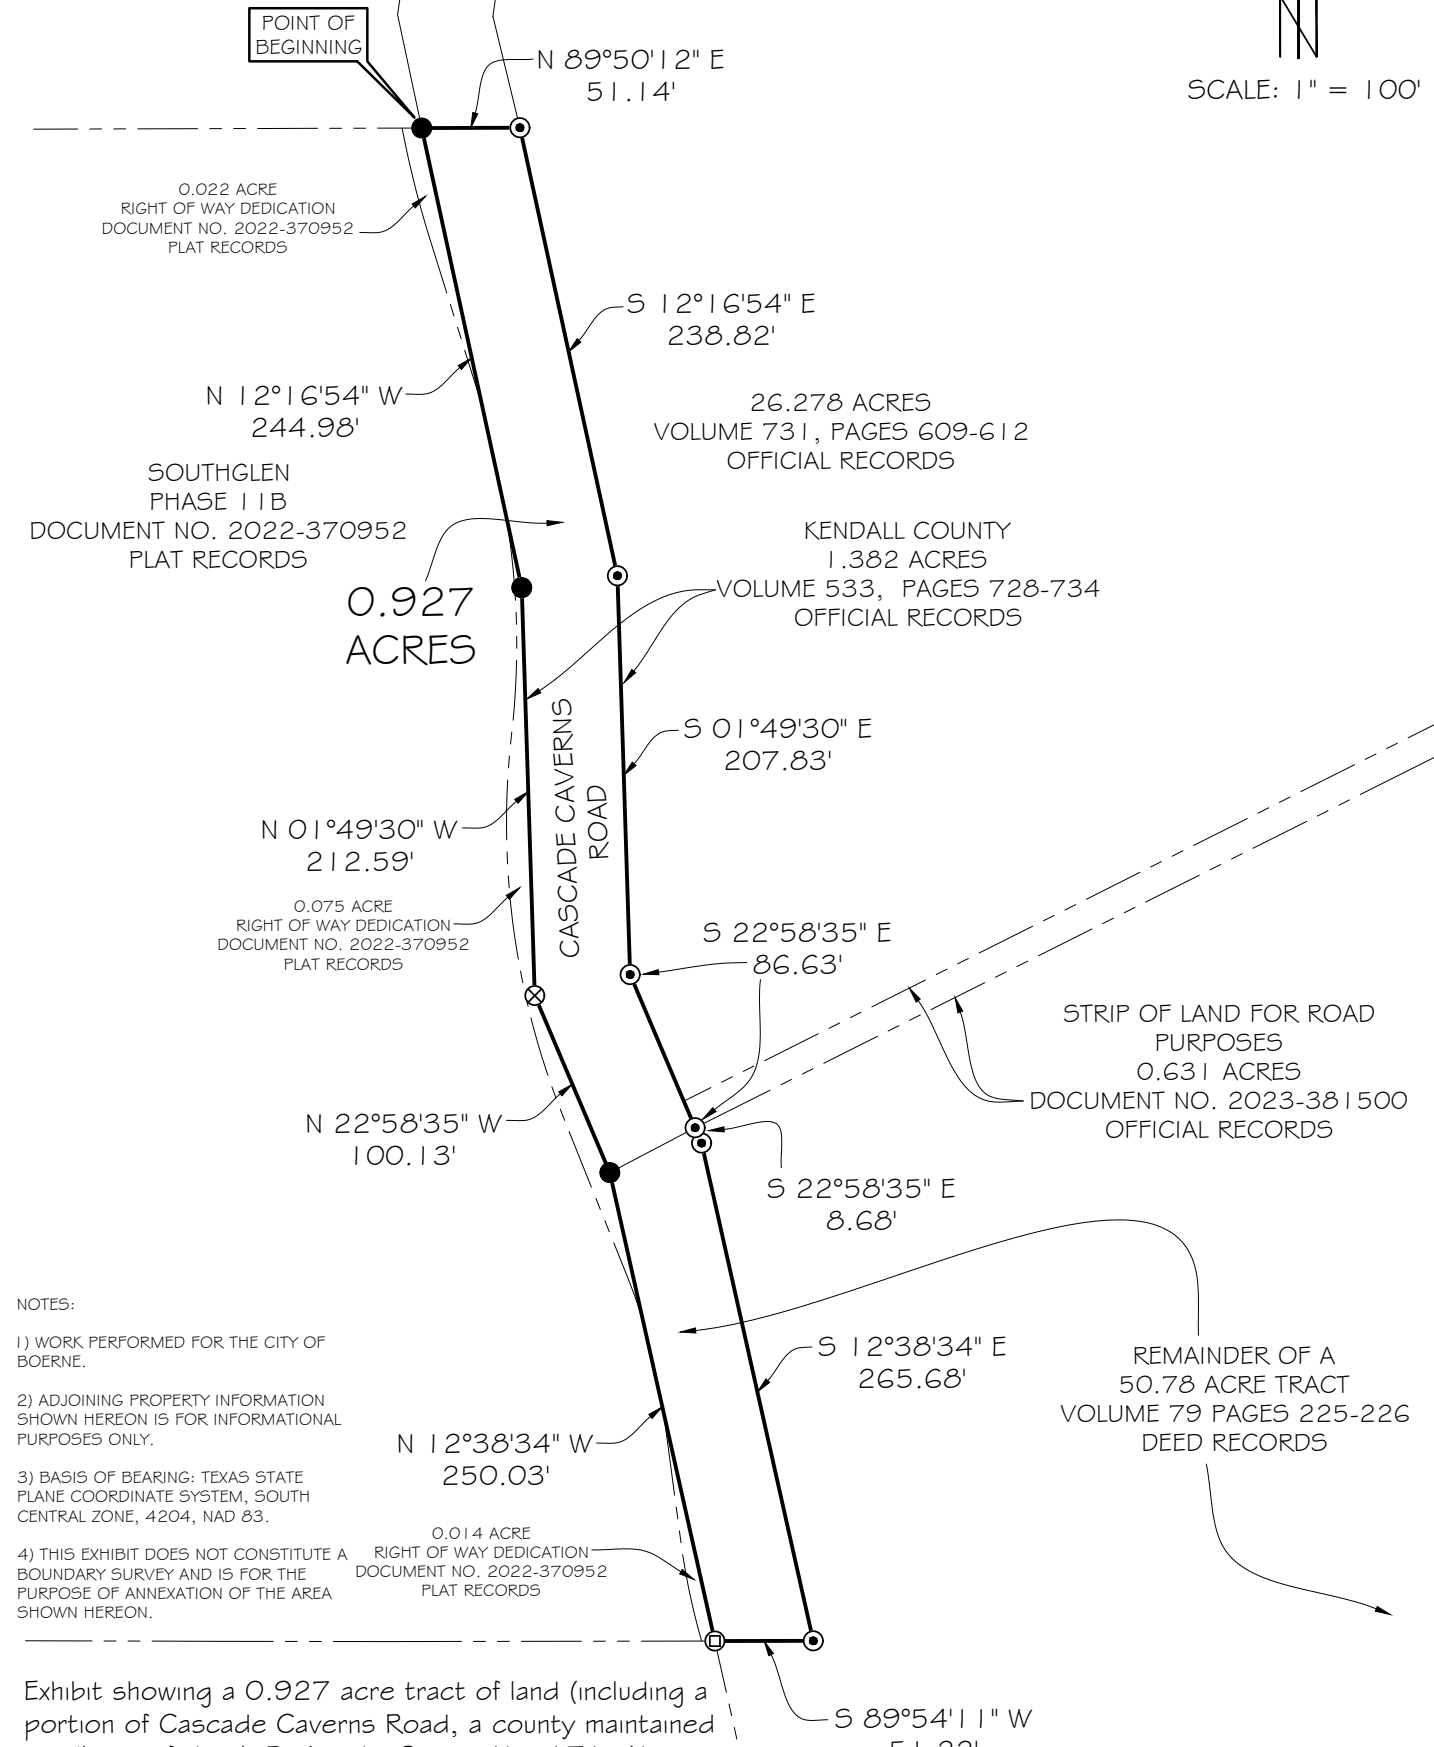 POINT OF
BEGINNING
N 89°50'12" E
51.14'
SCALE: 1" = 100'
0.022 ACRE
RIGHT OF WAY DEDICATION
DOCUMENT NO. 2022-370952
PLAT RECORDS
S 12°16'54" E
238.82'
N 12°16'54" W
244.98'
26.278 ACRES
VOLUME 731, PAGES 609-612
OFFICIAL RECORDS
SOUTHGLEN
PHASE 11B
DOCUMENT NO. 2022-370952
PLAT RECORDS
KENDALL COUNTY
1.382 ACRES
VOLUME 533, PAGES 728-734
OFFICIAL RECORDS
0.927
ACRES
CASCADE CAVERNS
ROAD
S 01°49'30" E
207.83'
N 01°49'30" W
212.59'
0.075 ACRE
RIGHT OF WAY DEDICATION
DOCUMENT NO. 2022-370952
PLAT RECORDS
S 22°58'35" E
86.63'
STRIP OF LAND FOR ROAD
PURPOSES
0.631 ACRES
DOCUMENT NO. 2023-381500
OFFICIAL RECORDS
N 22°58'35" W
100.13'
S 22°58'35" E
8.68'
NOTES:
1) WORK PERFORMED FOR THE CITY OF
BOERNE.
2) ADJOINING PROPERTY INFORMATION
SHOWN HEREON IS FOR INFORMATIONAL
PURPOSES ONLY.
3) BASIS OF BEARING: TEXAS STATE
PLANE COORDINATE SYSTEM, SOUTH
CENTRAL ZONE, 4204, NAD 83.
4) THIS EXHIBIT DOES NOT CONSTITUTE A
BOUNDARY SURVEY AND IS FOR THE
PURPOSE OF ANNEXATION OF THE AREA
SHOWN HEREON.
S 12°38'34" E
265.68'
REMAINDER OF A
50.78 ACRE TRACT
VOLUME 79 PAGES 225-226
DEED RECORDS
N 12°38'34" W
250.03'
0.014 ACRE
RIGHT OF WAY DEDICATION
DOCUMENT NO. 2022-370952
PLAT RECORDS
Exhibit showing a 0.927 acre tract of land (including a
portion of Cascade Caverns Road, a county maintained
S 89°54'11" W